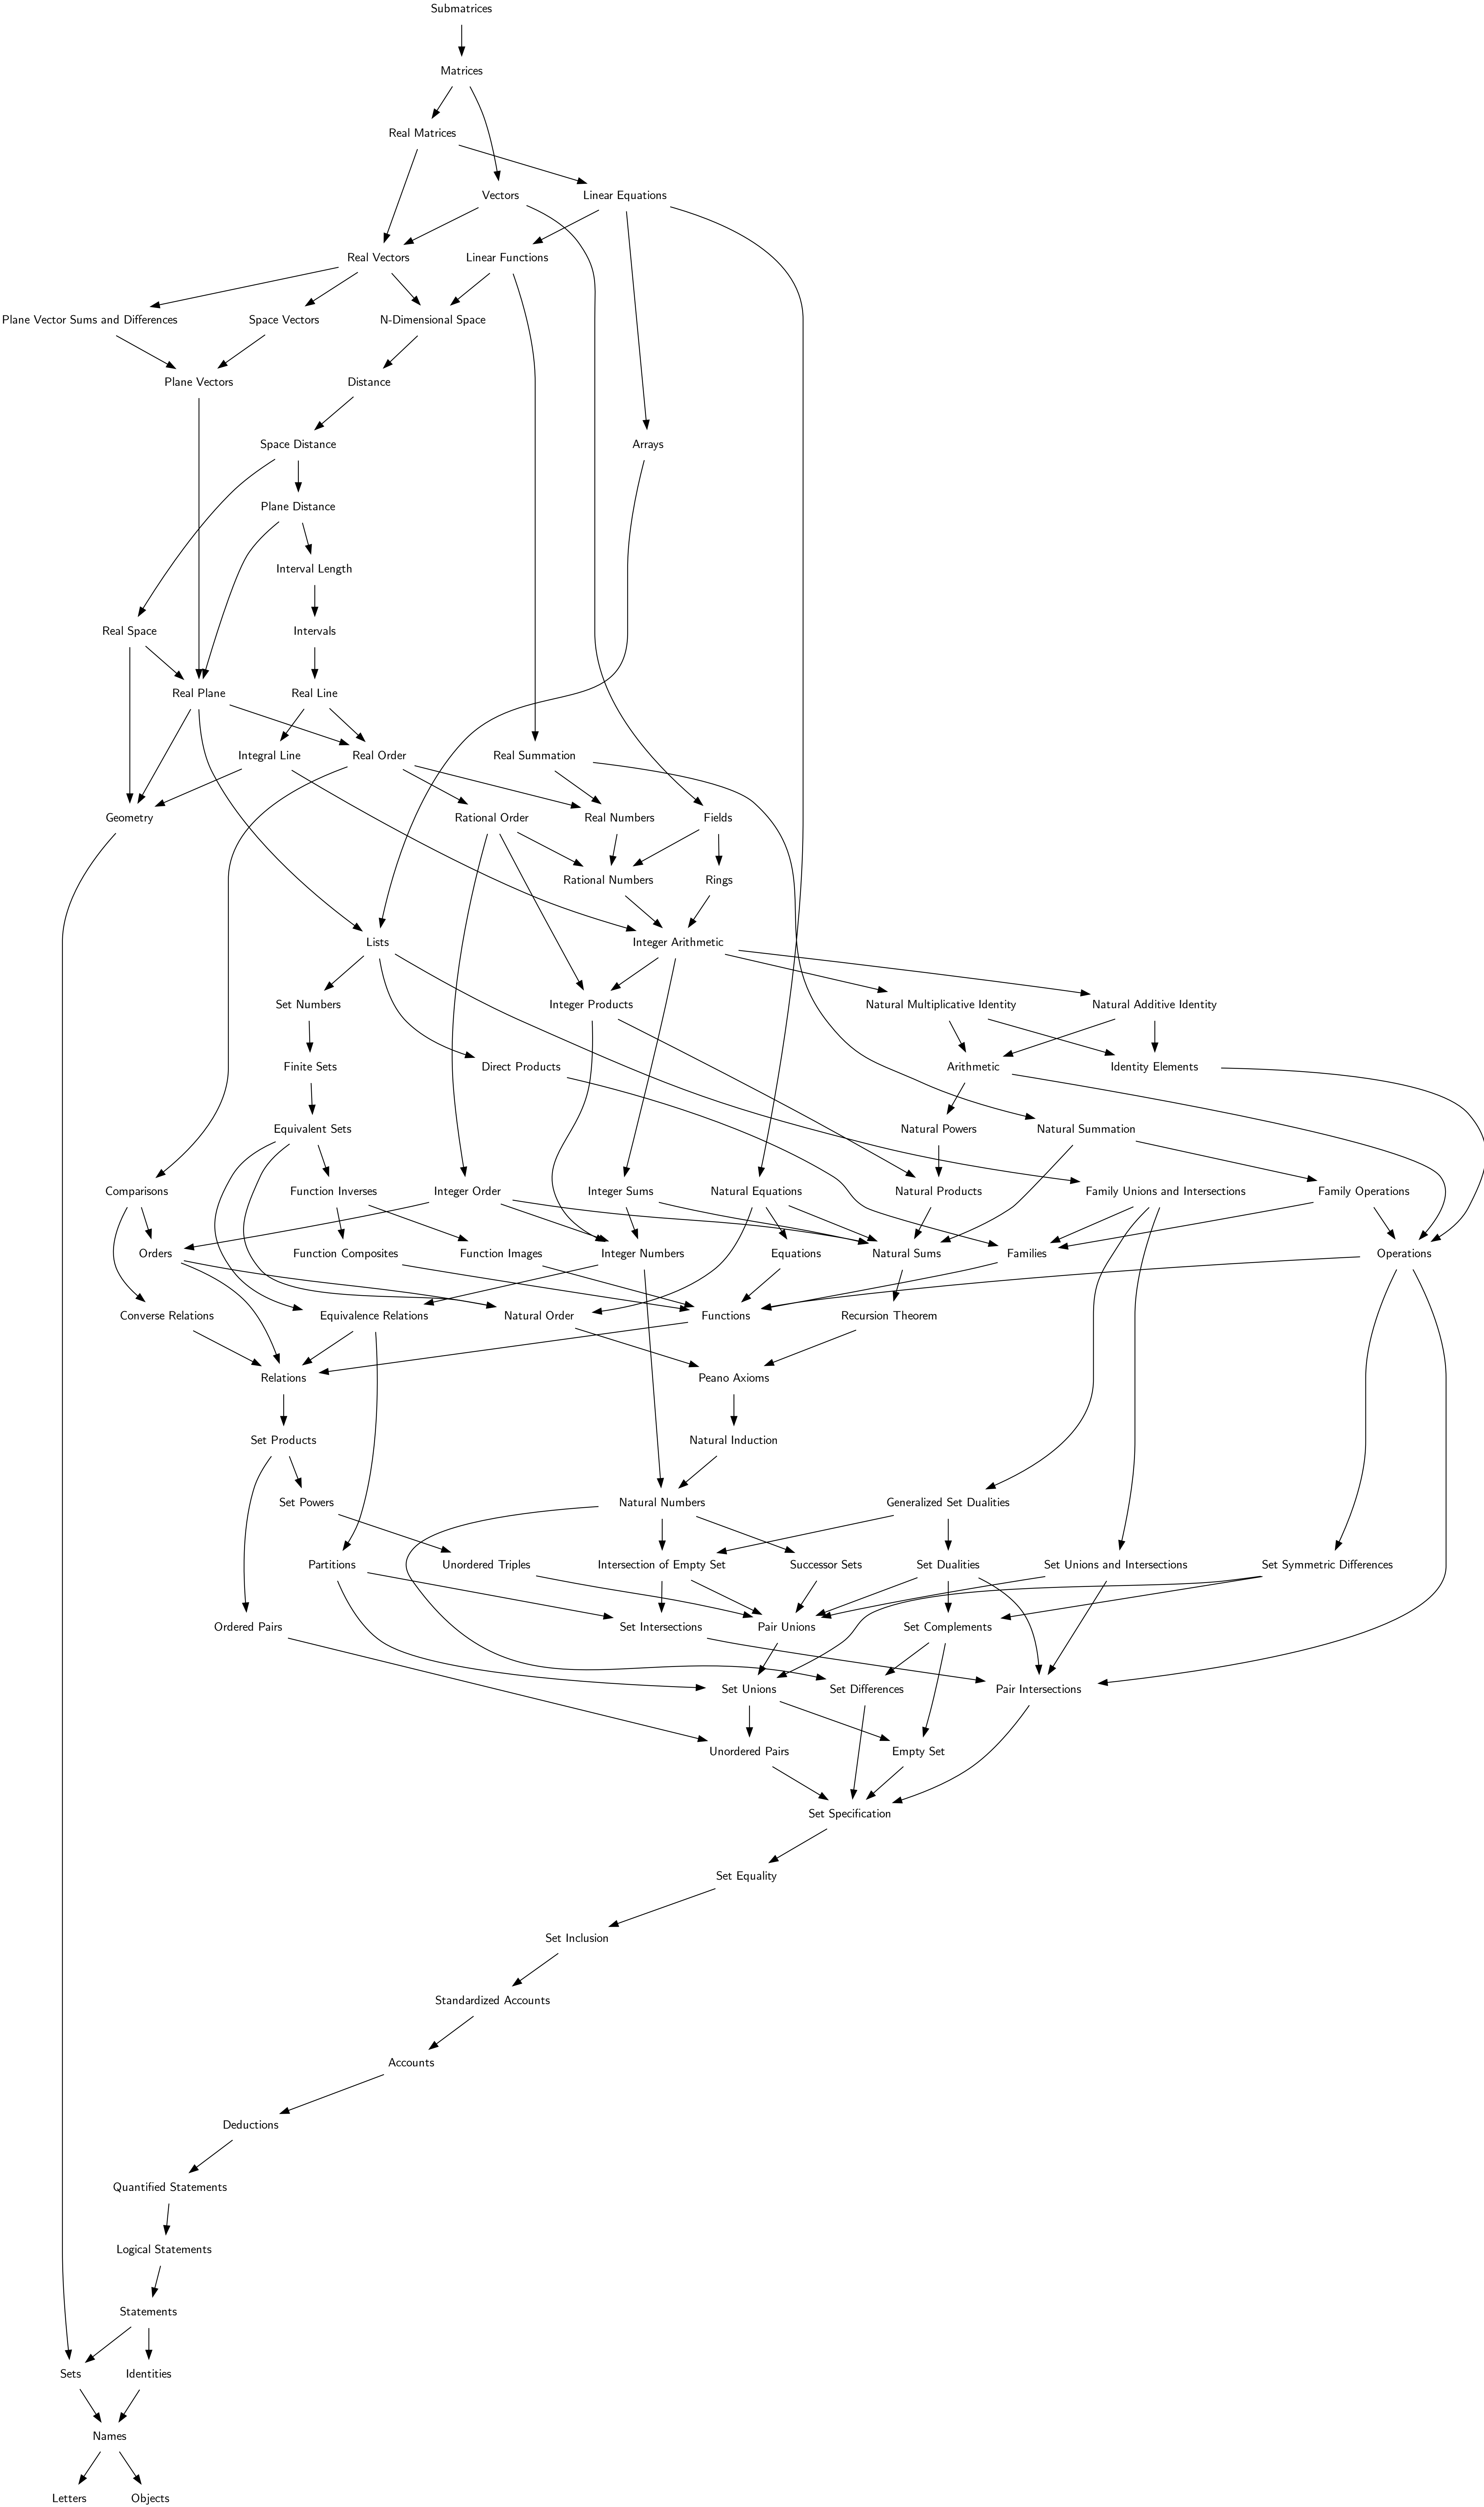 Submatrices
Matrices
Real Matrices
Vectors
Linear Equations
Real Vectors
Linear Functions
Plane Vector Sums and Differences
Space Vectors
N-Dimensional Space
Plane Vectors
Distance
Space Distance
Arrays
Plane Distance
Interval Length
Real Space
Intervals
Real Plane
Real Line
Integral Line
Real Order
Real Summation
Geometry
Rational Order
Real Numbers
Fields
Rational Numbers
Rings
Lists
Integer Arithmetic
Set Numbers
Integer Products
Natural Multiplicative Identity
Natural Additive Identity
Finite Sets
Direct Products
Arithmetic
Identity Elements
Equivalent Sets
Natural Powers
Natural Summation
Comparisons
Function Inverses
Integer Order
Integer Sums
Natural Equations
Natural Products
Family Unions and Intersections
Family Operations
Orders
Function Composites
Function Images
Integer Numbers
Equations
Natural Sums
Families
Operations
Converse Relations
Equivalence Relations
Natural Order
Functions
Recursion Theorem
Relations
Peano Axioms
Set Products
Natural Induction
Set Powers
Natural Numbers
Generalized Set Dualities
Partitions
Unordered Triples
Intersection of Empty Set
Successor Sets
Set Dualities
Set Unions and Intersections
Set Symmetric Differences
Ordered Pairs
Set Intersections
Pair Unions
Set Complements
Set Unions
Set Differences
Pair Intersections
Unordered Pairs
Empty Set
Set Specification
Set Equality
Set Inclusion
Standardized Accounts
Accounts
Deductions
Quantified Statements
Logical Statements
Statements
Sets
Identities
Names
Letters
Objects